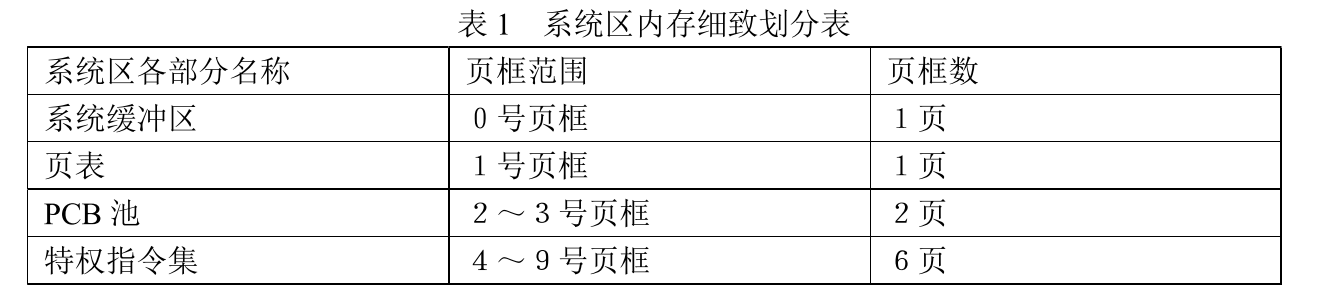 表 1 系统区内存细致划分表
系统区各部分名称 页框范围 页框数
系统缓冲区 0 号页框 1 页
页表 1 号页框 1 页
PCB 池 2 ～ 3 号页框 2 页
特权指令集 4 ～ 9 号页框 6 页